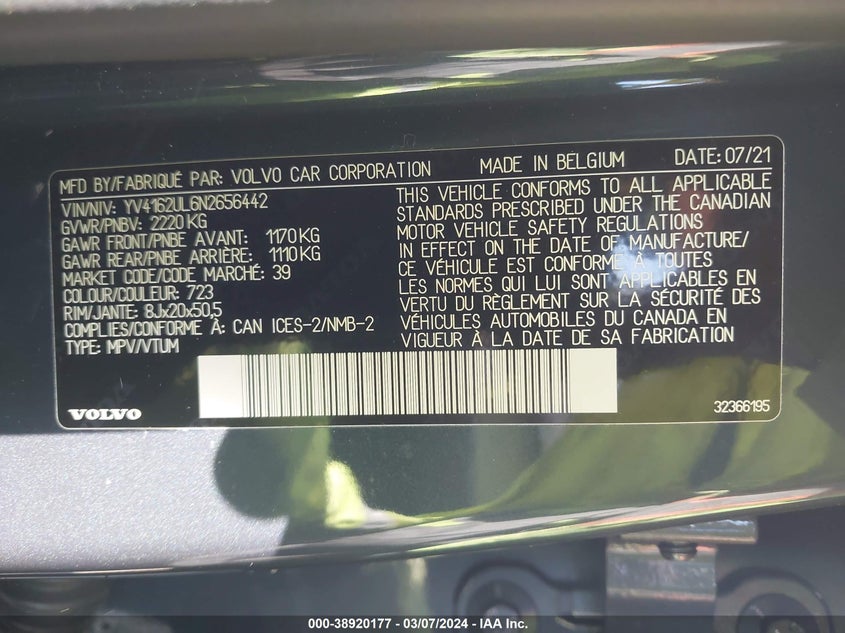 MFD BY/FABRIQUÉ PAR: VOLVO CAR CORPORATION MADE IN BELGIUM DATE: 07/21
VIN/NIV: YV4162UL6N2656442
GVWR/PNBV: 2220 KG
GAWR FRONT/PNBE AVANT: 1170 KG
GAWR REAR/PNBE ARRIÈRE: 1110 KG
MARKET CODE/CODE MARCHÉ: 39
COLOUR/COULEUR: 723
RIM/JANTE: 8Jx20x50,5
COMPLIES/CONFORME À: CAN ICES-2/NMB-2
TYPE: MPV/VTUM
THIS VEHICLE CONFORMS TO ALL APPLICABLE
STANDARDS PRESCRIBED UNDER THE CANADIAN
MOTOR VEHICLE SAFETY REGULATIONS
IN EFFECT ON THE DATE OF MANUFACTURE/
CE VÉHICULE EST CONFORME À TOUTES
LES NORMES QUI LUI SONT APPLICABLES EN
VERTU DU RÈGLEMENT SUR LA SÉCURITÉ DES
VÉHICULES AUTOMOBILES DU CANADA EN
VIGUEUR À LA DATE DE SA FABRICATION
VOLVO
32366195
000-38920177 - 03/07/2024 - IAA Inc.